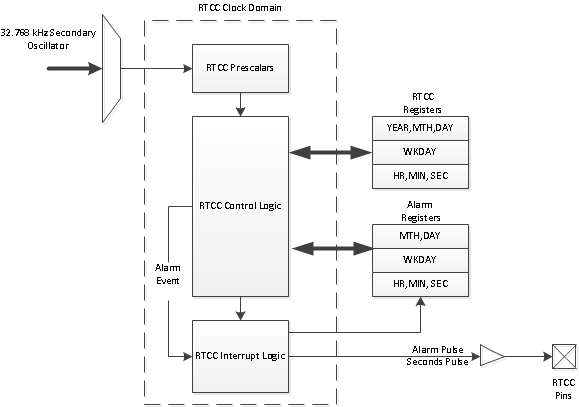 RTCC Clock Domain
32.768 kHz Secondary
Oscillator
RTCC Prescalars
RTCC
Registers
YEAR,MTH,DAY
WKDAY
HR,MIN, SEC
RTCC Control Logic
Alarm
Registers
MTH,DAY
WKDAY
HR,MIN, SEC
Alarm
Event
RTCC Interrupt Logic
Alarm Pulse
Seconds Pulse
RTCC
Pins